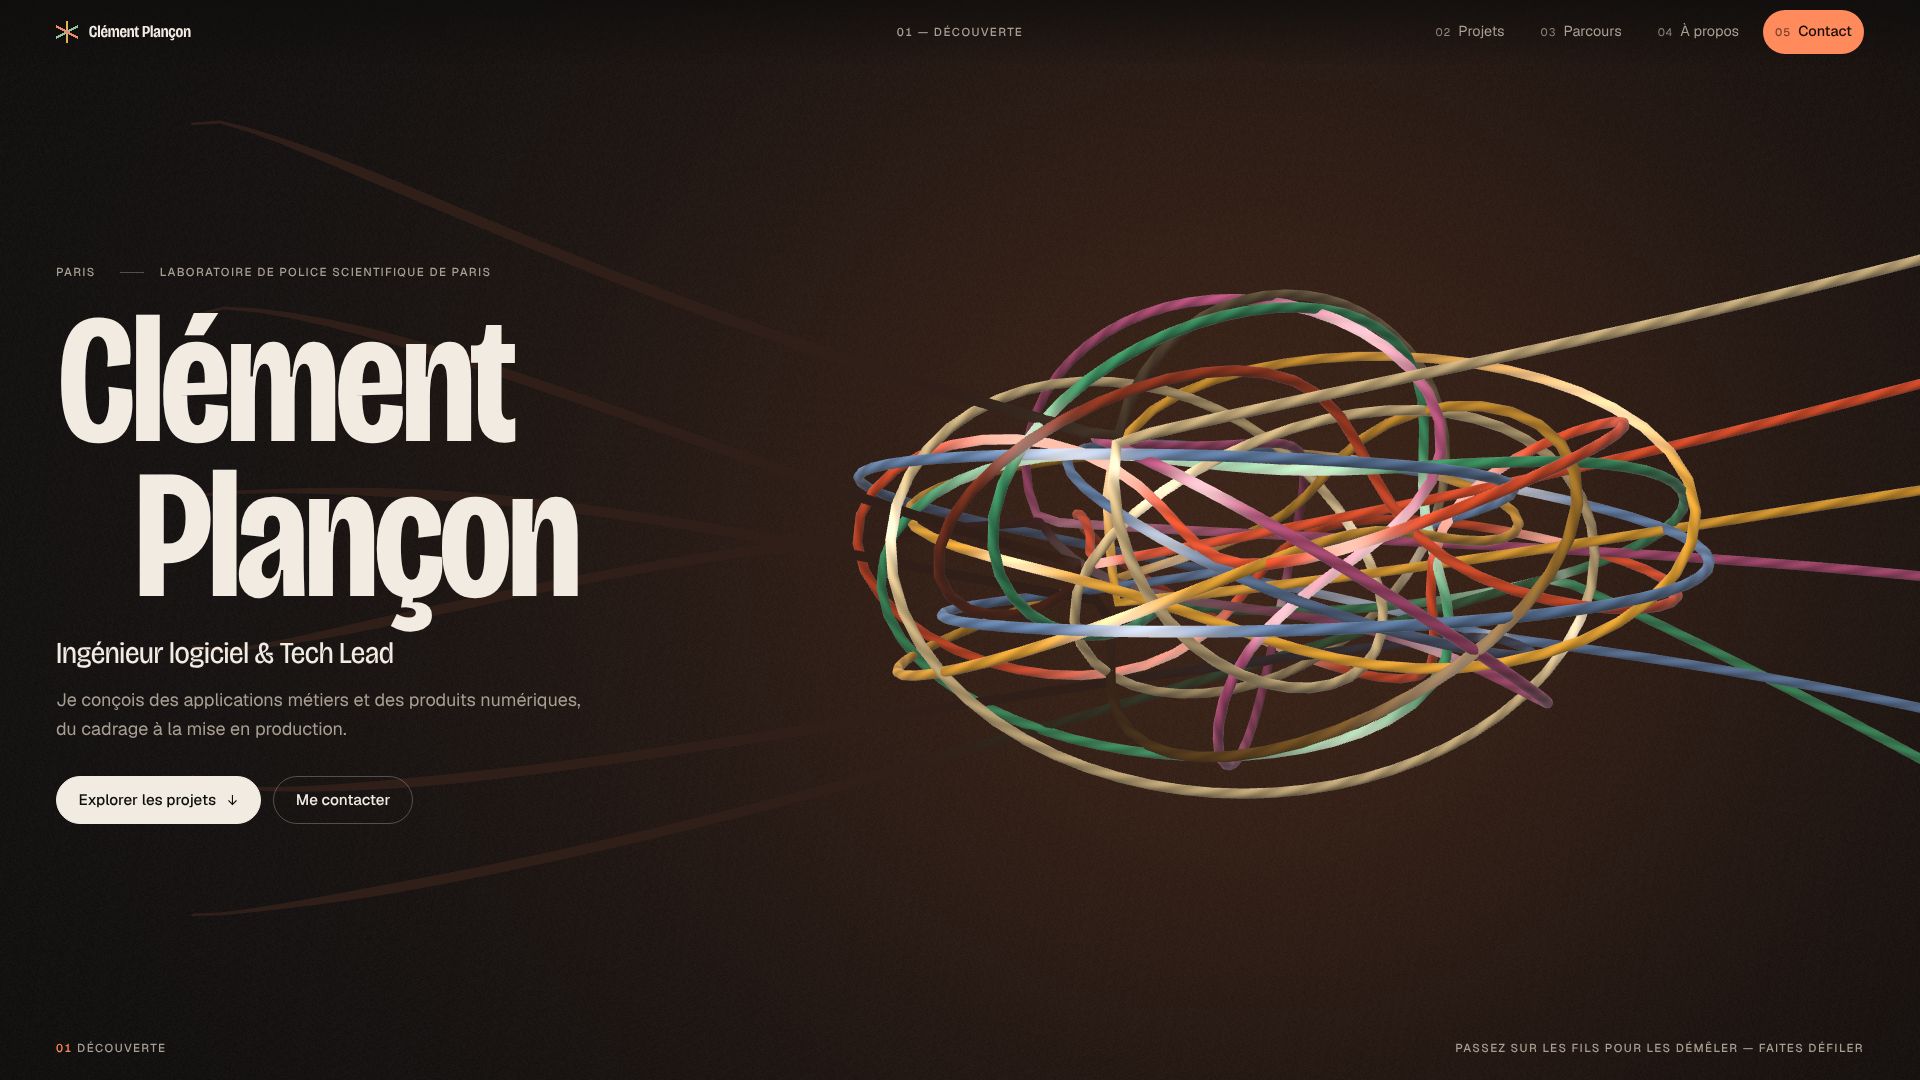 Clément Plançon
01 — DÉCOUVERTE
02 Projets
03 Parcours
04 À propos
05 Contact
PARIS — LABORATOIRE DE POLICE SCIENTIFIQUE DE PARIS
Clément
Plançon
Ingénieur logiciel & Tech Lead
Je conçois des applications métiers et des produits numériques,
du cadrage à la mise en production.
Explorer les projets ↓
Me contacter
01 DÉCOUVERTE
PASSEZ SUR LES FILS POUR LES DÉMÊLER — FAITES DÉFILER